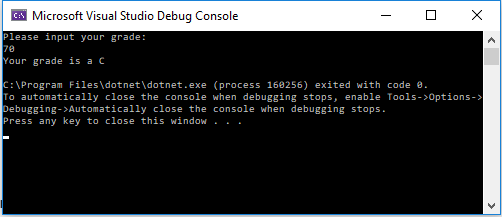 Microsoft Visual Studio Debug Console
Please input your grade:
70
Your grade is a C
C:\Program Files\dotnet\dotnet.exe (process 160256) exited with code 0.
To automatically close the console when debugging stops, enable Tools->Options->
Debugging->Automatically close the console when debugging stops.
Press any key to close this window . . .